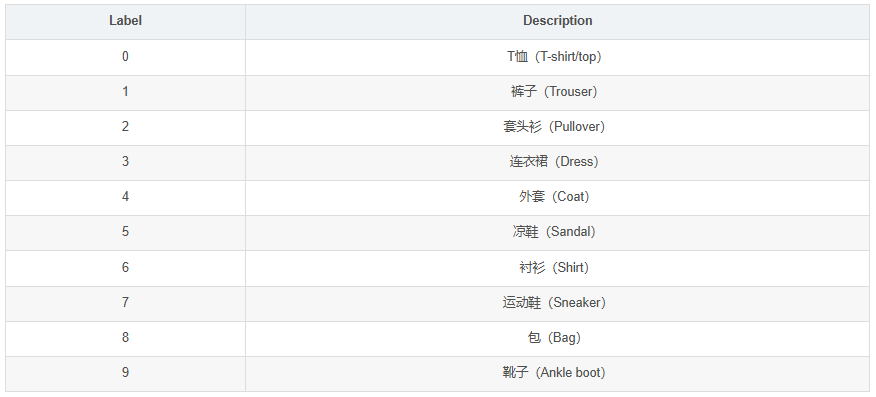 Label Description
0 T恤（T-shirt/top）
1 裤子（Trouser）
2 套头衫（Pullover）
3 连衣裙（Dress）
4 外套（Coat）
5 凉鞋（Sandal）
6 衬衫（Shirt）
7 运动鞋（Sneaker）
8 包（Bag）
9 靴子（Ankle boot）